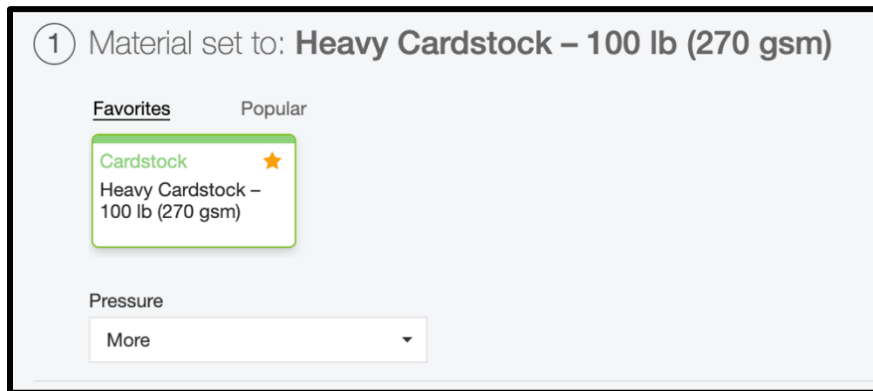 1 Material set to: Heavy Cardstock – 100 lb (270 gsm)
Favorites Popular
Cardstock
Heavy Cardstock –
100 lb (270 gsm)
Pressure
More